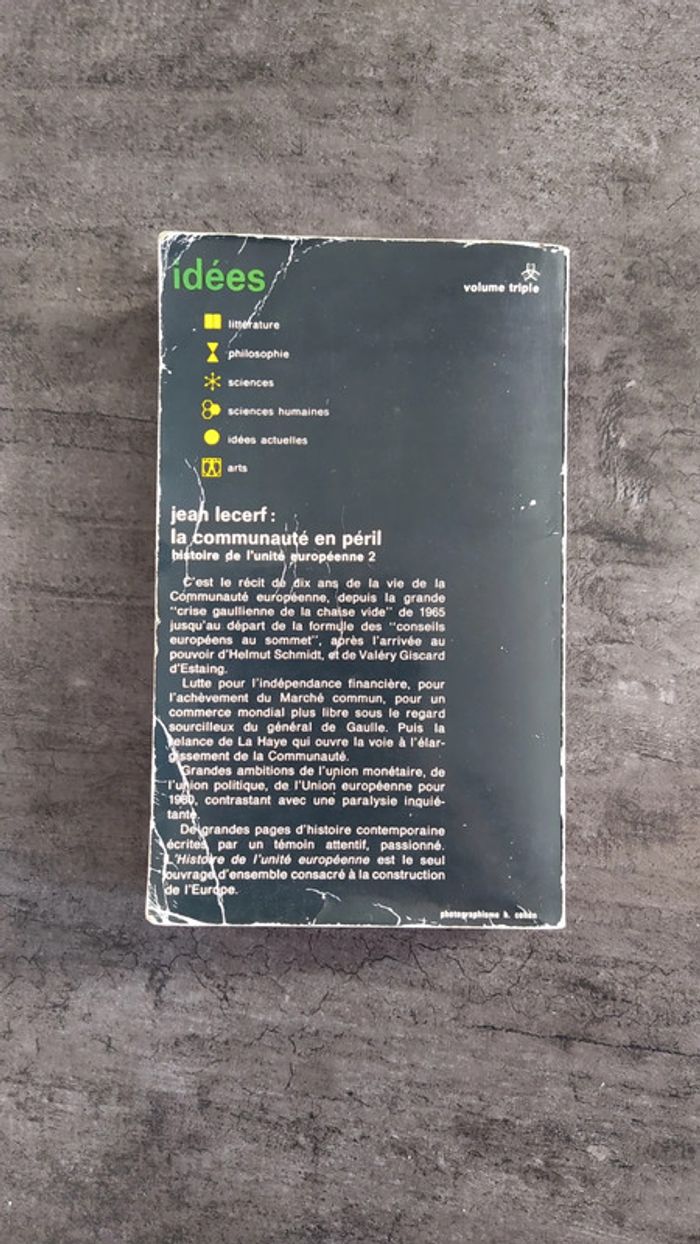 idées
volume triple
littérature
philosophie
sciences
sciences humaines
idées actuelles
arts
jean lecerf :
la communauté en péril
histoire de l'unité européenne 2
C'est le récit de dix ans de la vie de la
Communauté européenne, depuis la grande
"crise gaullienne de la chaise vide" de 1965
jusqu'au départ de la formule des "conseils
européens au sommet", après l'arrivée au
pouvoir d'Helmut Schmidt, et de Valéry Giscard
d'Estaing.
Lutte pour l'indépendance financière, pour
l'achèvement du Marché commun, pour un
commerce mondial plus libre sous le regard
sourcilleux du général de Gaulle. Puis la
relance de La Haye qui ouvre la voie à l'élar-
gissement de la Communauté.
Grandes ambitions de l'union monétaire, de
l'union politique, de l'Union européenne pour
1980, contrastant avec une paralysie inquié-
tante.
De grandes pages d'histoire contemporaine
écrites par un témoin attentif, passionné.
L'Histoire de l'unité européenne est le seul
ouvrage d'ensemble consacré à la construction
de l'Europe.
photographisme h. cohen